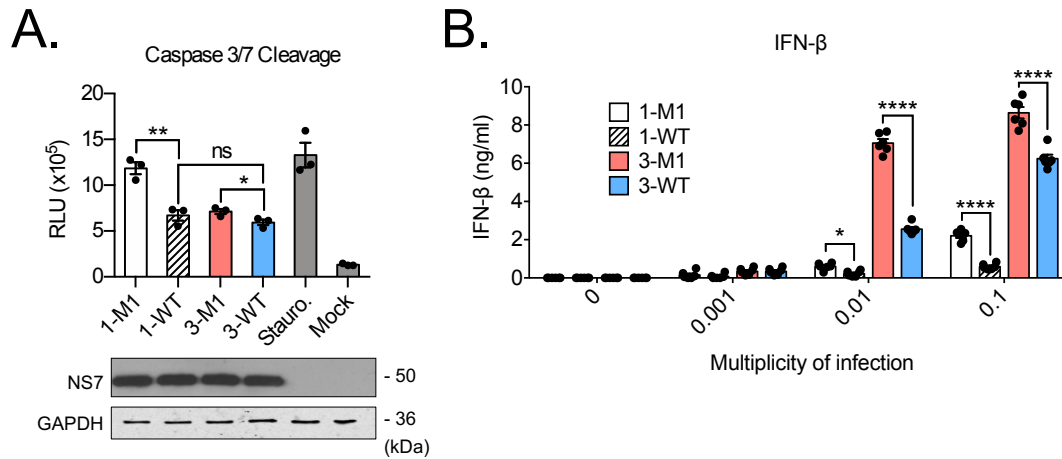 A.
Caspase 3/7 Cleavage
RLU (x10⁵)
20
15
10
5
0
**
ns
*
1-M1
1-WT
3-M1
3-WT
Stauro.
Mock
NS7
- 50
GAPDH
- 36
(kDa)
B.
IFN-β
IFN-β (ng/ml)
10
8
6
4
2
0
1-M1
1-WT
3-M1
3-WT
*
****
****
****
0
0.001
0.01
0.1
Multiplicity of infection